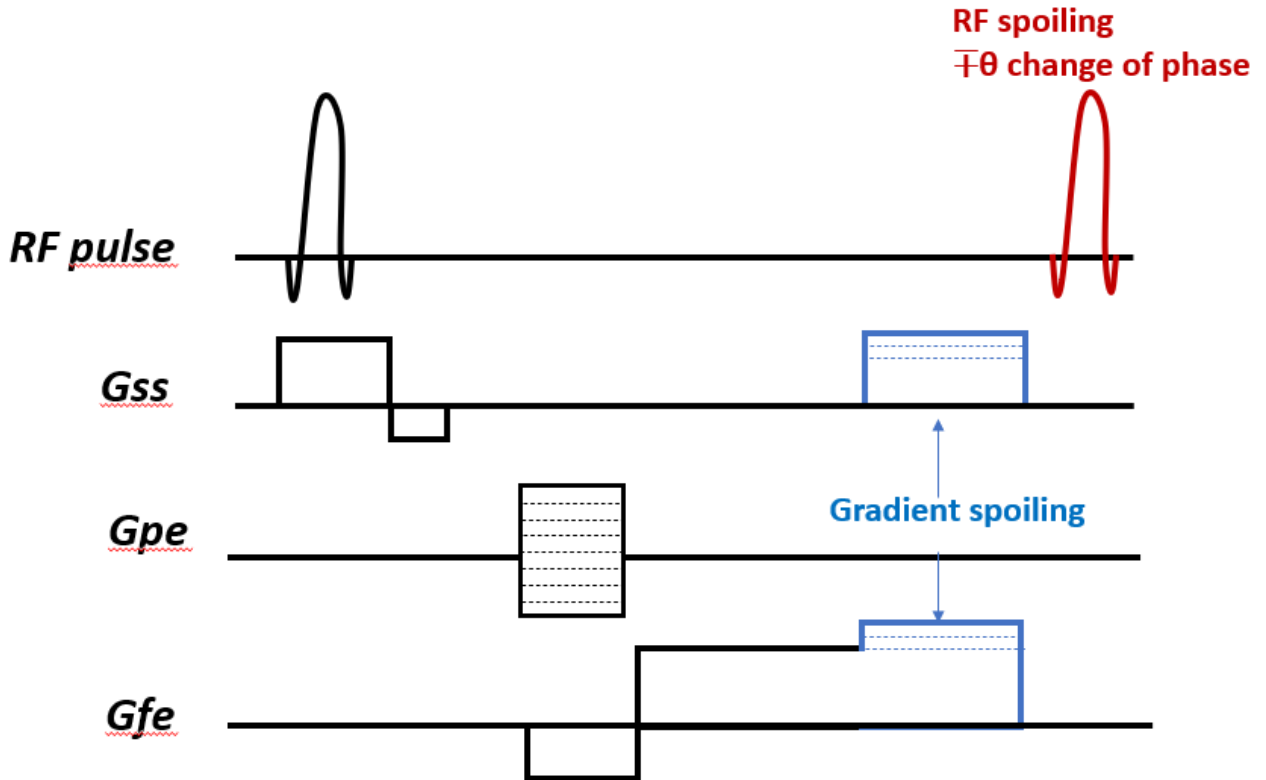 RF spoiling
∓θ change of phase
RF pulse
Gss
Gpe
Gradient spoiling
Gfe